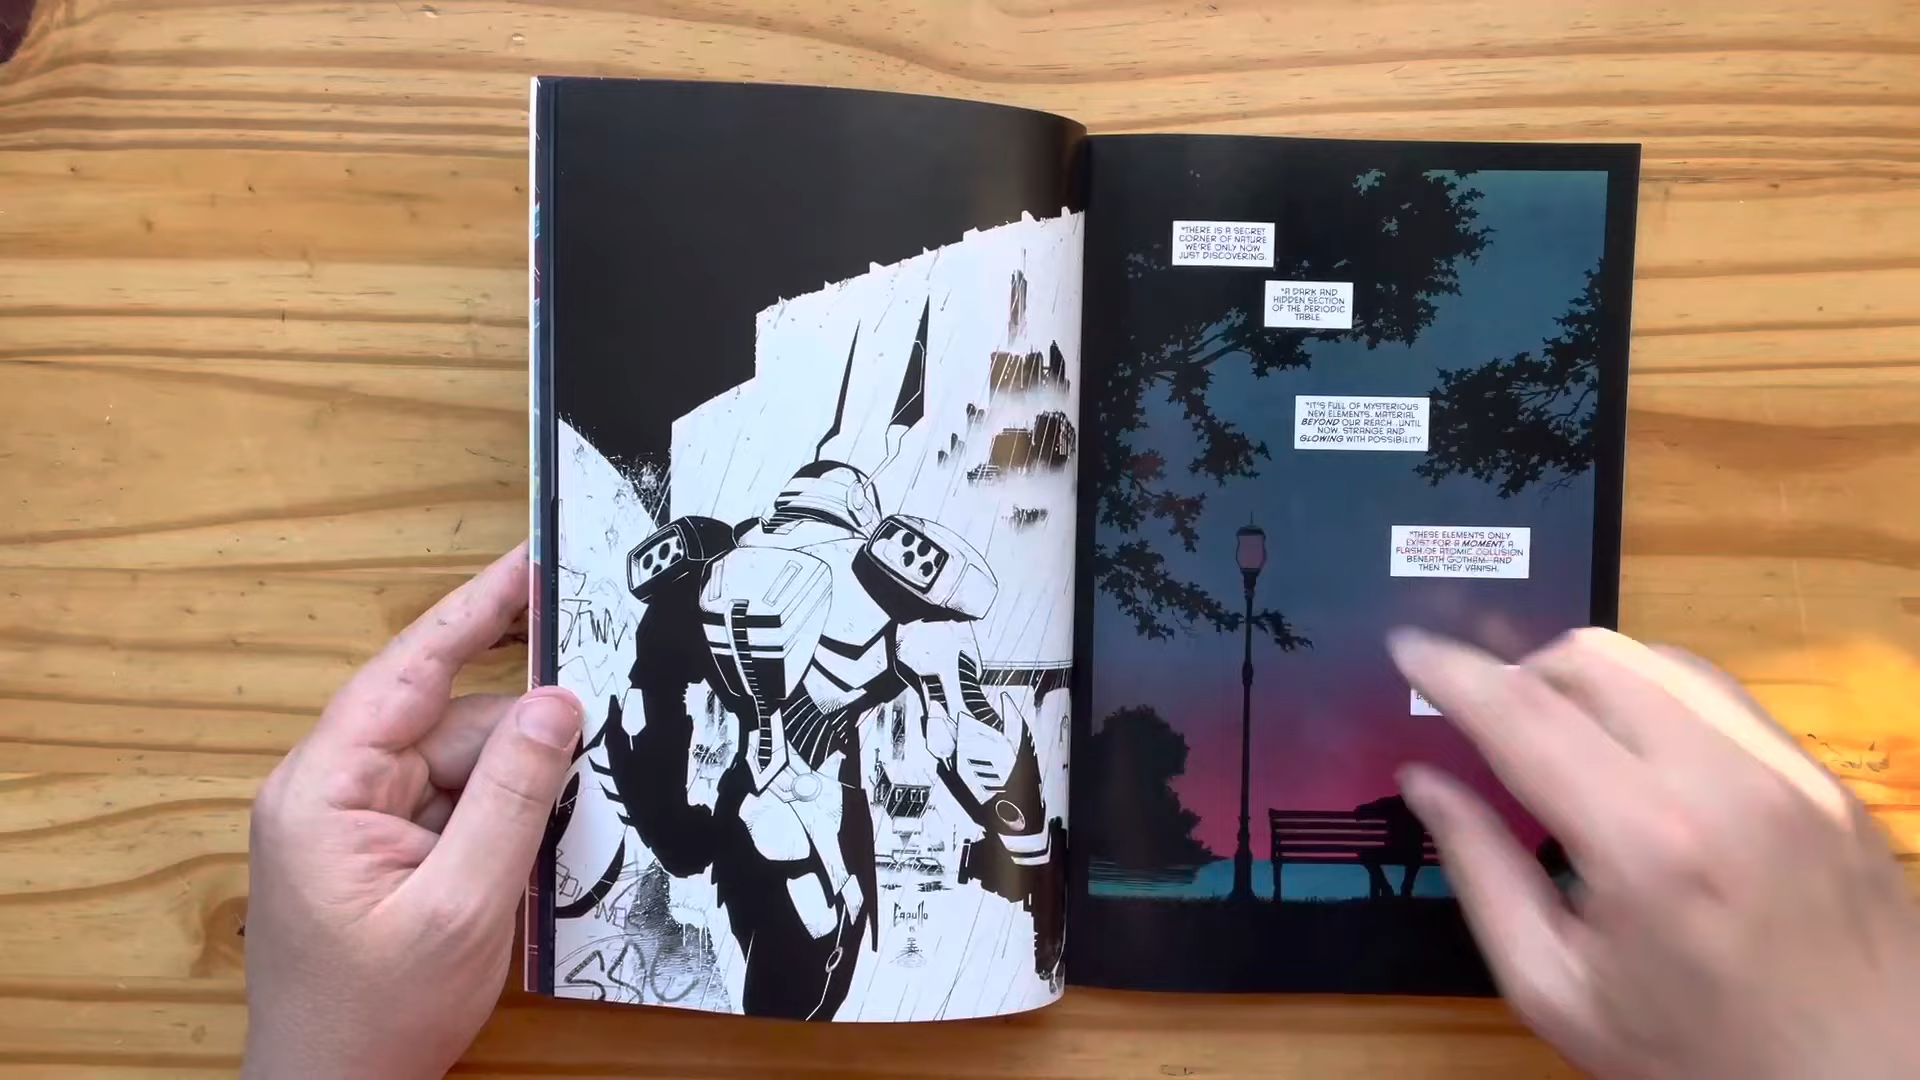 SSC
Capullo
15
"THERE IS A SECRET
CORNER OF NATURE
WE'RE ONLY NOW
JUST DISCOVERING.
"A DARK AND
HIDDEN SECTION
OF THE PERIODIC
TABLE.
"IT'S FULL OF MYSTERIOUS
NEW ELEMENTS. MATERIAL
BEYOND OUR REACH...UNTIL
NOW. STRANGE AND
GLOWING WITH POSSIBILITY.
"THESE ELEMENTS ONLY
EXIST FOR A MOMENT, A
FLASH OF ATOMIC COLLISION
BENEATH GOTHAM--AND
THEN THEY VANISH.